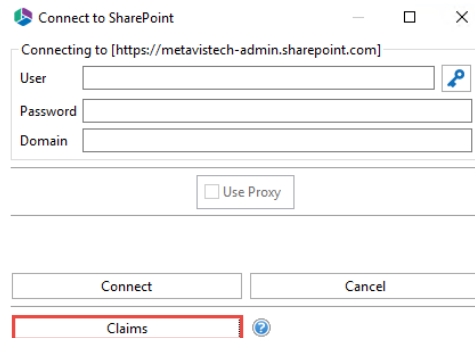 Connect to SharePoint
Connecting to [https://metavistech-admin.sharepoint.com]
User
Password
Domain
Use Proxy
Connect Cancel
Claims ?